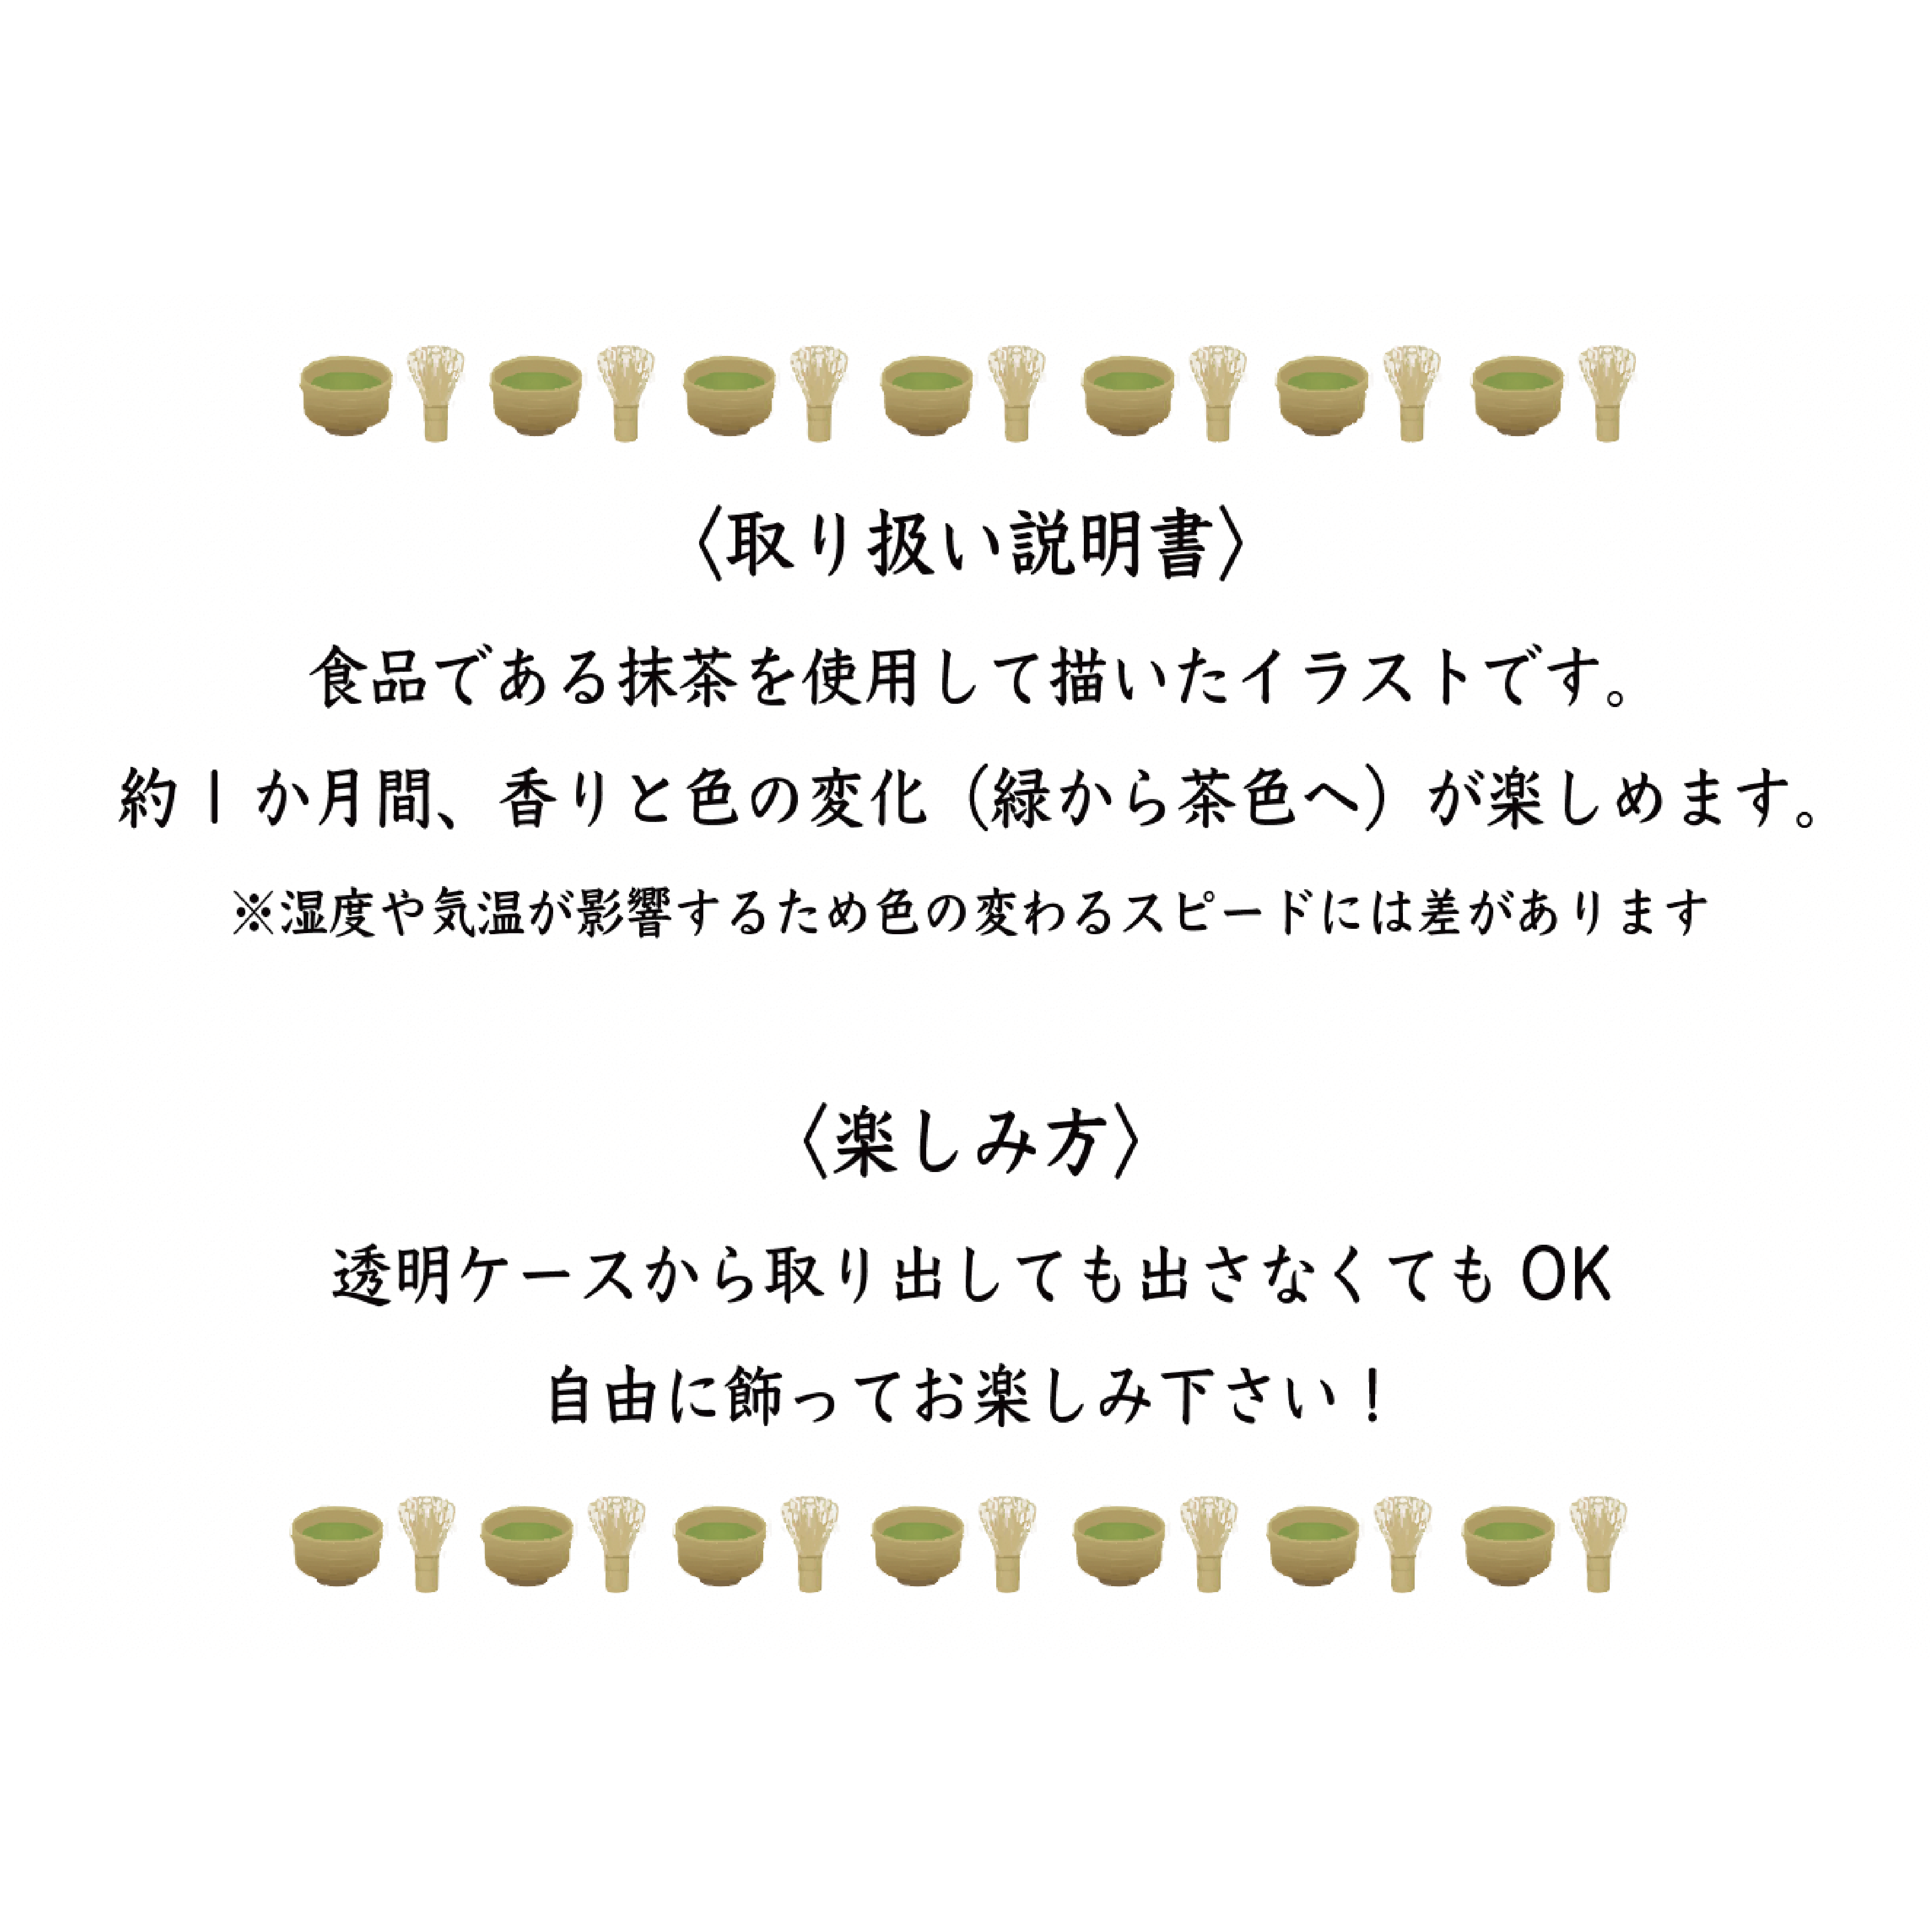 〈取り扱い説明書〉
食品である抹茶を使用して描いたイラストです。
約1か月間、香りと色の変化（緑から茶色へ）が楽しめます。
※湿度や気温が影響するため色の変わるスピードには差があります
〈楽しみ方〉
透明ケースから取り出しても出さなくてもOK
自由に飾ってお楽しみ下さい！